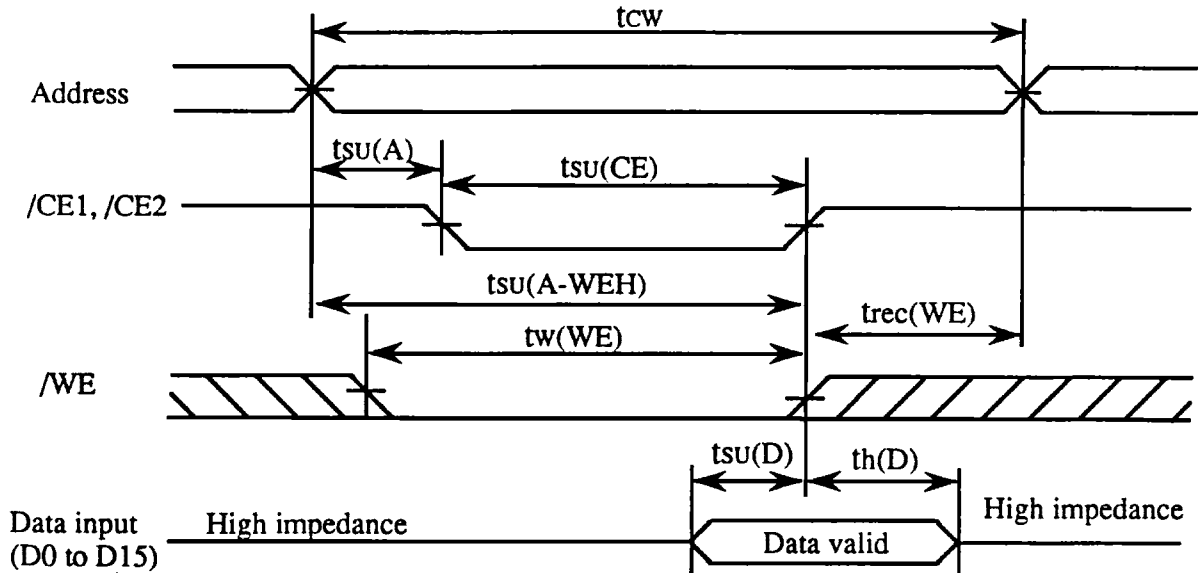 tCW
Address
tSU(A)
tSU(CE)
/CE1, /CE2
tSU(A-WEH)
trec(WE)
tw(WE)
/WE
tSU(D)
th(D)
Data input
(D0 to D15)
High impedance
Data valid
High impedance